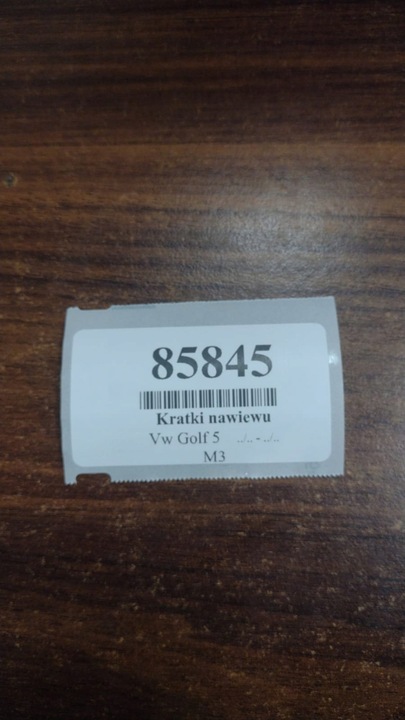 85845
Kratki nawiewu
Vw Golf 5 ../.. - ../..
M3